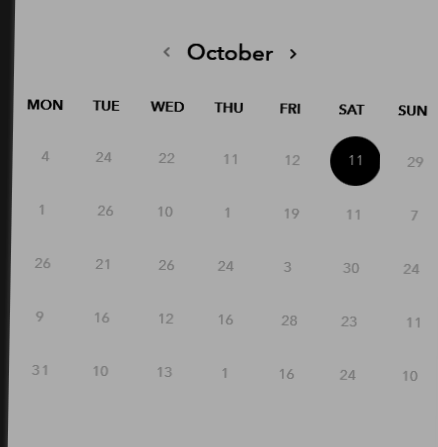 ‹ October ›
MON TUE WED THU FRI SAT SUN
4 24 22 11 12 11 29
1 26 10 1 19 11 7
26 21 26 24 3 30 24
9 16 12 16 28 23 11
31 10 13 1 16 24 10